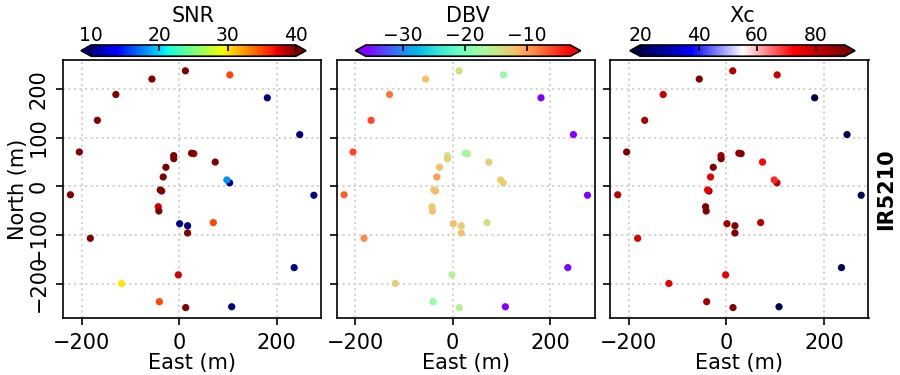 SNR DBV Xc
10 20 30 40 −30 −20 −10 20 40 60 80
200
100
0
−100
−200
North (m)
IR5210
−200 0 200 −200 0 200 −200 0 200
East (m) East (m) East (m)